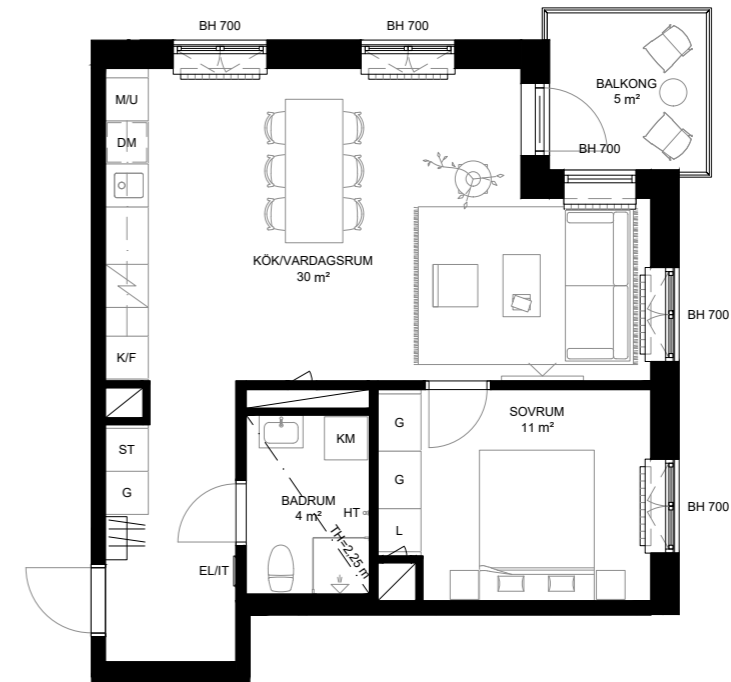 BH 700
BH 700
M/U
BALKONG
5 m²
DM
BH 700
KÖK/VARDAGSRUM
30 m²
BH 700
K/F
SOVRUM
11 m²
G
KM
ST
G
G
BADRUM
4 m²
HT
BH 700
L
TH=2,25 m
EL/IT